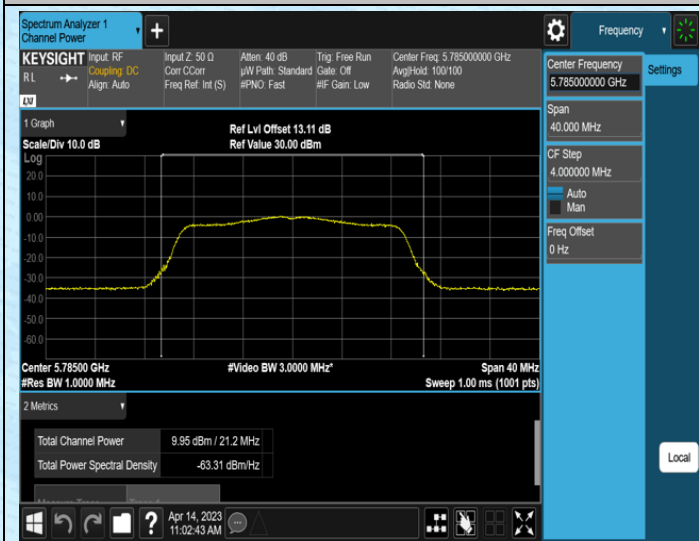 Spectrum Analyzer 1
Channel Power
+
Frequency
KEYSIGHT
RL
LXI
Input: RF
Coupling: DC
Align: Auto
Input Z: 50 Ω
Corr CCorr
Freq Ref: Int (S)
Atten: 40 dB
µW Path: Standard
#PNO: Fast
Trig: Free Run
Gate: Off
#IF Gain: Low
Center Freq: 5.785000000 GHz
Avg|Hold: 100/100
Radio Std: None
Center Frequency
5.785000000 GHz
Settings
Span
40.000 MHz
CF Step
4.000000 MHz
Auto
Man
Freq Offset
0 Hz
Local
1 Graph
Scale/Div 10.0 dB
Ref Lvl Offset 13.11 dB
Ref Value 30.00 dBm
Log
20.0
10.0
0.00
-10.0
-20.0
-30.0
-40.0
-50.0
-60.0
Center 5.78500 GHz
#Video BW 3.0000 MHz*
Span 40 MHz
#Res BW 1.0000 MHz
Sweep 1.00 ms (1001 pts)
2 Metrics
Total Channel Power 9.95 dBm / 21.2 MHz
Total Power Spectral Density -63.31 dBm/Hz
?
Apr 14, 2023
11:02:43 AM